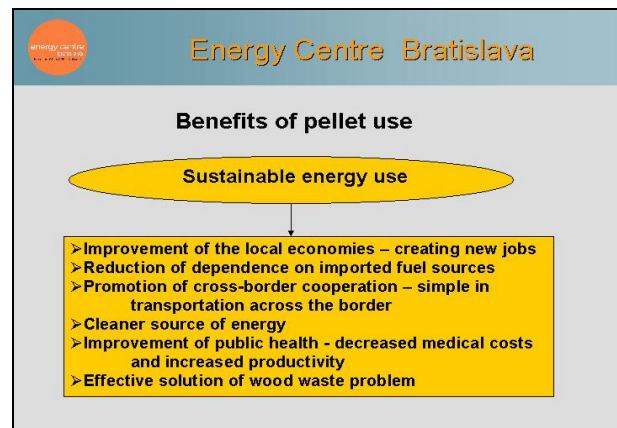 energy centre
Energy Centre Bratislava
Benefits of pellet use
Sustainable energy use
➢Improvement of the local economies – creating new jobs
➢Reduction of dependence on imported fuel sources
➢Promotion of cross-border cooperation – simple in
transportation across the border
➢Cleaner source of energy
➢Improvement of public health - decreased medical costs
and increased productivity
➢Effective solution of wood waste problem